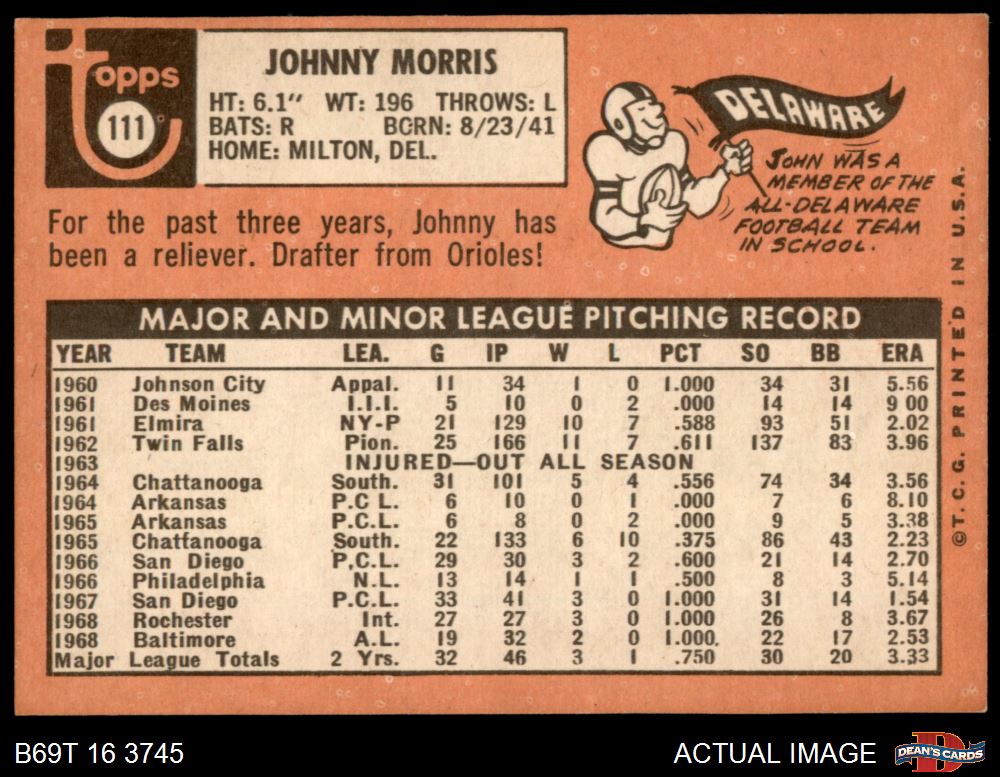 Topps
111
JOHNNY MORRIS
HT: 6.1" WT: 196 THROWS: L
BATS: R BORN: 8/23/41
HOME: MILTON, DEL.
DELAWARE
JOHN WAS A
MEMBER OF THE
ALL-DELAWARE
FOOTBALL TEAM
IN SCHOOL.
For the past three years, Johnny has
been a reliever. Drafter from Orioles!
MAJOR AND MINOR LEAGUE PITCHING RECORD
YEAR TEAM LEA. G IP W L PCT SO BB ERA
1960 Johnson City Appal. 11 34 1 0 1.000 34 31 5.56
1961 Des Moines I.I.I. 5 10 0 2 .000 14 14 9 00
1961 Elmira NY-P 21 129 10 7 .588 93 51 2.02
1962 Twin Falls Pion. 25 166 11 7 .611 137 83 3.96
1963 INJURED—OUT ALL SEASON
1964 Chattanooga South. 31 101 5 4 .556 74 34 3.56
1964 Arkansas P.C L. 6 10 0 1 .000 7 6 8.10
1965 Arkansas P.C.L. 6 8 0 2 .000 9 5 3.38
1965 Chattanooga South. 22 133 6 10 .375 86 43 2.23
1966 San Diego P.C.L. 29 30 3 2 .600 21 14 2.70
1966 Philadelphia N.L. 13 14 1 1 .500 8 3 5.14
1967 San Diego P.C.L. 33 41 3 0 1.000 31 14 1.54
1968 Rochester Int. 27 27 3 0 1.000 26 8 3.67
1968 Baltimore A.L. 19 32 2 0 1.000. 22 17 2.53
Major League Totals 2 Yrs. 32 46 3 1 .750 30 20 3.33
©T. C. G. PRINTED IN U.S.A.
B69T 16 3745
ACTUAL IMAGE
D
DEAN'S CARDS